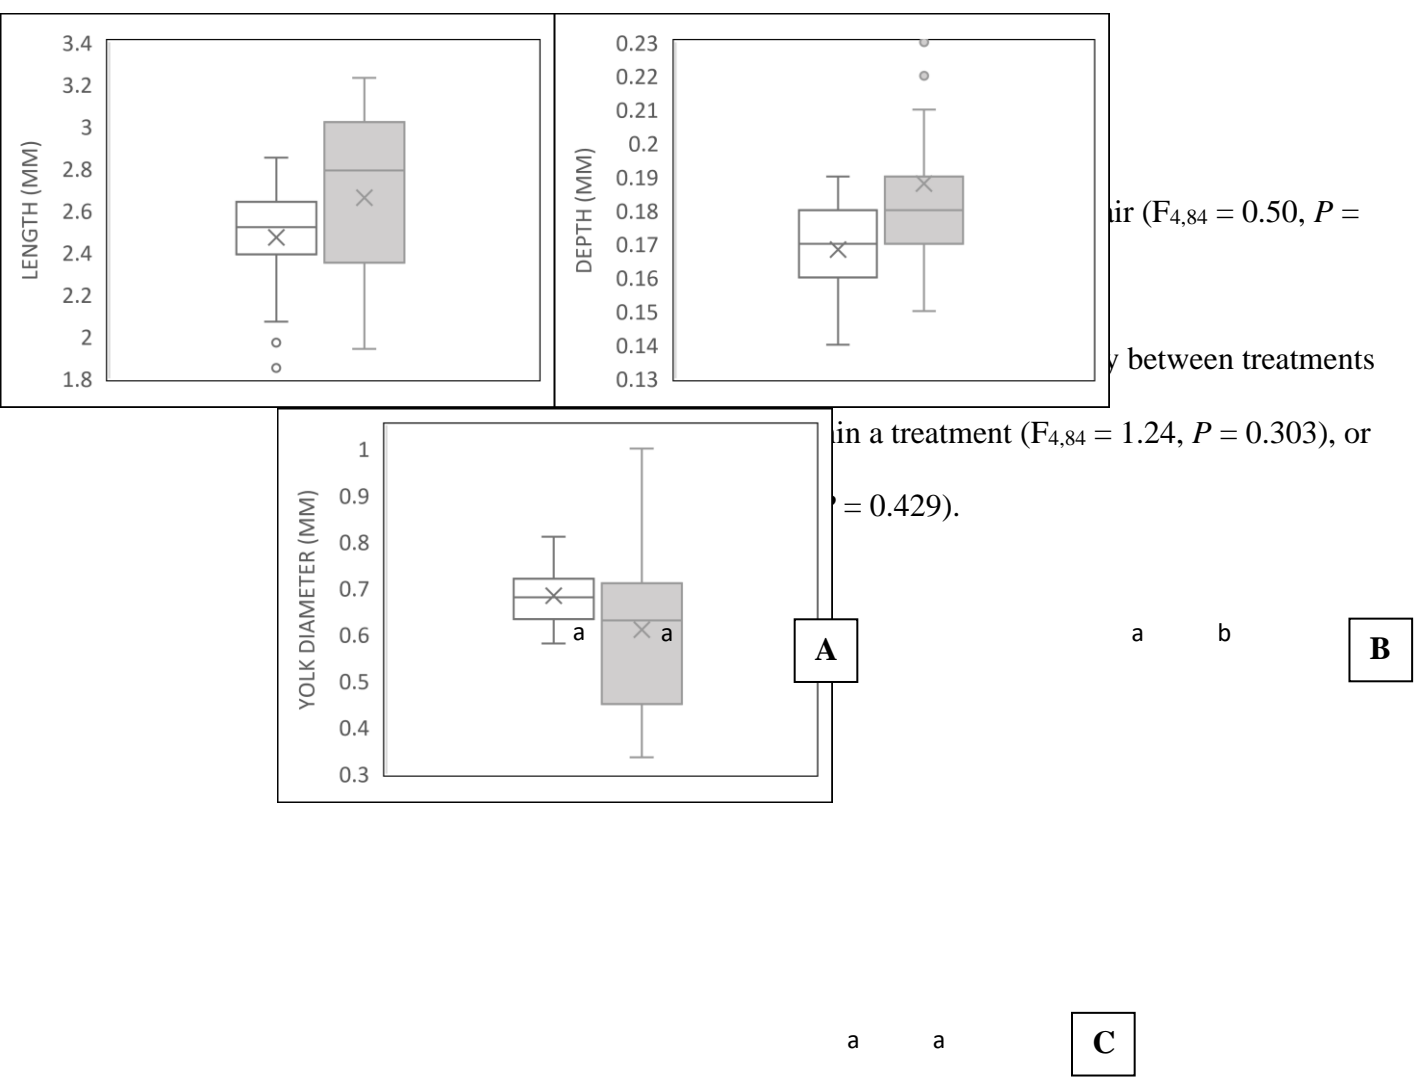 3.4
3.2
3
2.8
2.6
2.4
2.2
2
1.8
LENGTH (MM)
0.23
0.22
0.21
0.2
0.19
0.18
0.17
0.16
0.15
0.14
0.13
DEPTH (MM)
(F4,84 = 0.50, P =
between treatments
a treatment (F4,84 = 1.24, P = 0.303), or
= 0.429).
1
0.9
0.8
0.7
0.6
0.5
0.4
0.3
YOLK DIAMETER (MM)
a a
A
a b
B
a a
C